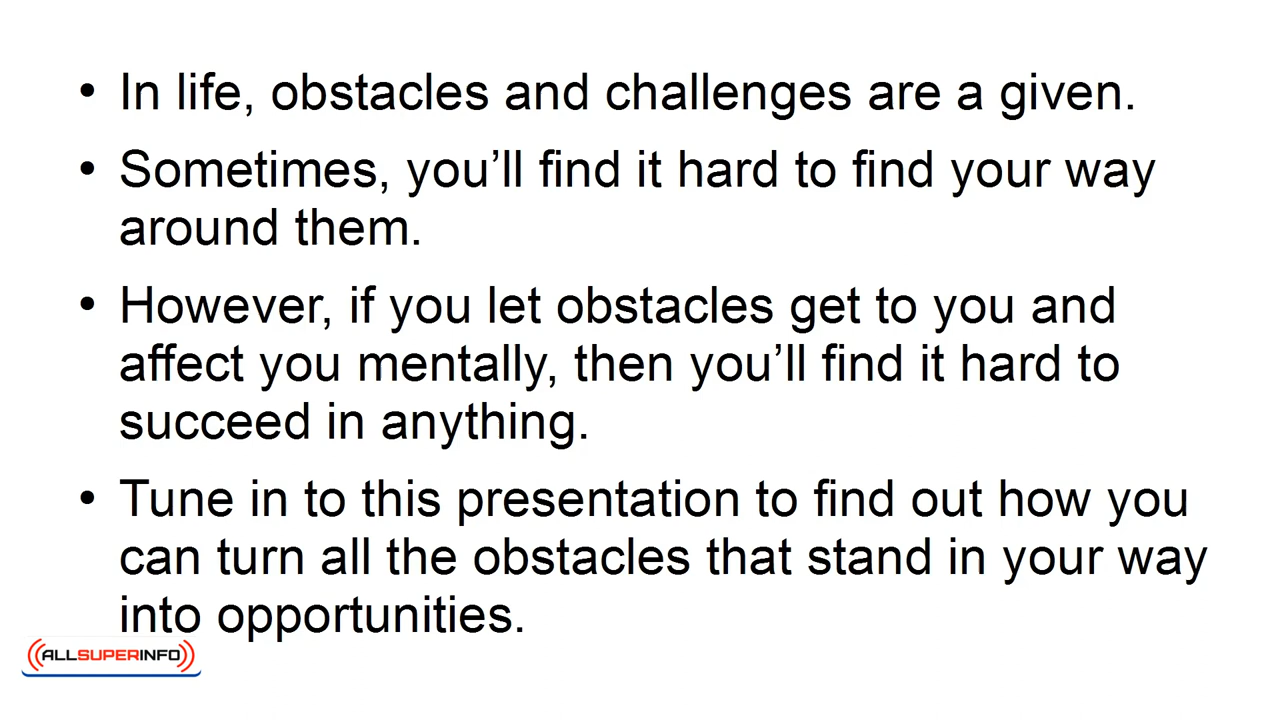 • In life, obstacles and challenges are a given.
• Sometimes, you’ll find it hard to find your way
around them.
• However, if you let obstacles get to you and
affect you mentally, then you’ll find it hard to
succeed in anything.
• Tune in to this presentation to find out how you
can turn all the obstacles that stand in your way
into opportunities.
ALLSUPERINFO